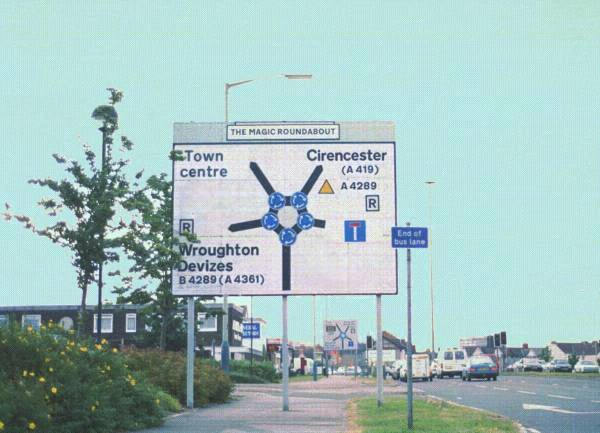 THE MAGIC ROUNDABOUT
Town
centre
Cirencester
(A 419)
A 4289
R
R
Wroughton
Devizes
B 4289 (A 4361)
End of
bus lane